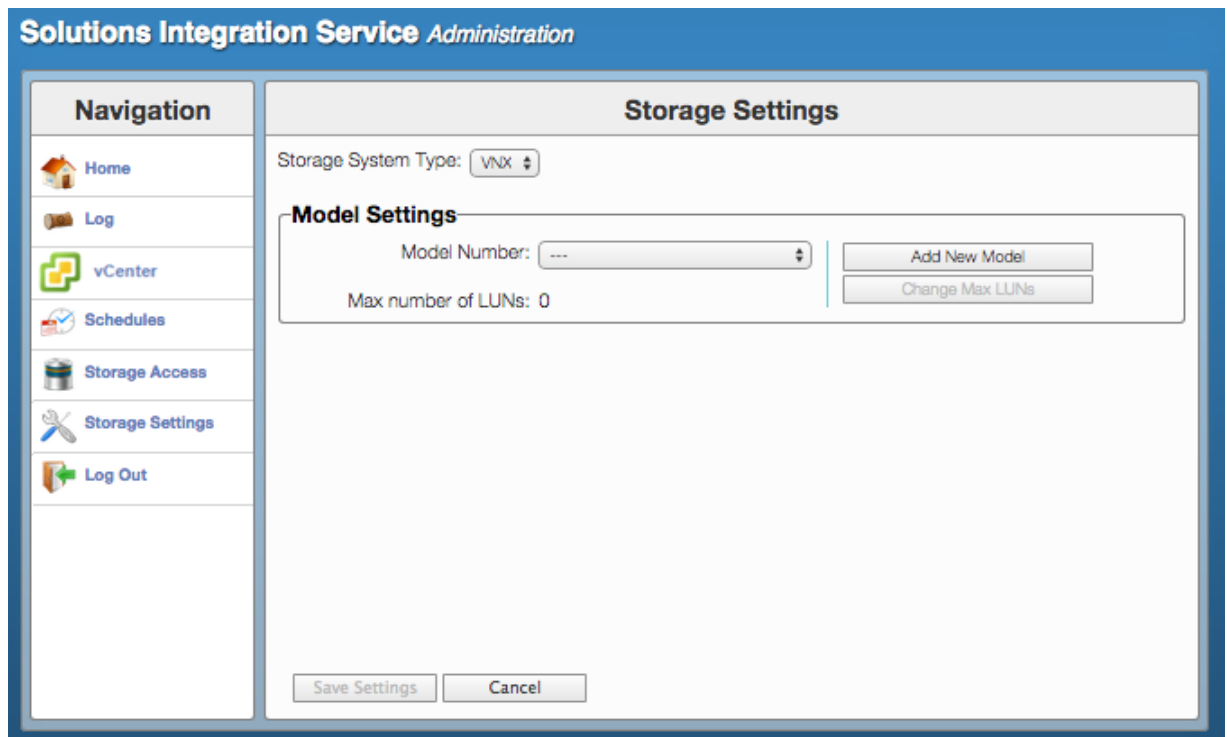 Solutions Integration Service Administration
Navigation
Home
Log
vCenter
Schedules
Storage Access
Storage Settings
Log Out
Storage Settings
Storage System Type: VNX
Model Settings
Model Number: ---
Max number of LUNs: 0
Add New Model
Change Max LUNs
Save Settings
Cancel